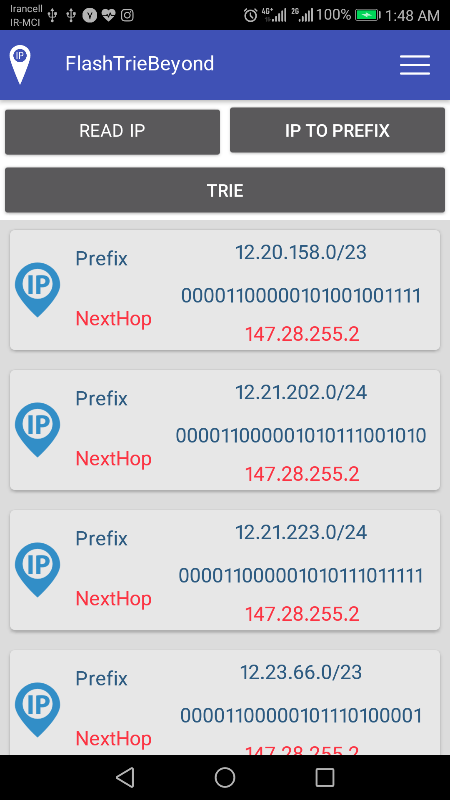 Irancell
IR-MCI
Y
4G+
2G
100%
1:48 AM
IP
FlashTrieBeyond
READ IP
IP TO PREFIX
TRIE
IP
Prefix
12.20.158.0/23
00001100000101001001111
NextHop
147.28.255.2
IP
Prefix
12.21.202.0/24
000011000001010111001010
NextHop
147.28.255.2
IP
Prefix
12.21.223.0/24
000011000001010111011111
NextHop
147.28.255.2
IP
Prefix
12.23.66.0/23
00001100000101110100001
NextHop
147.28.255.2